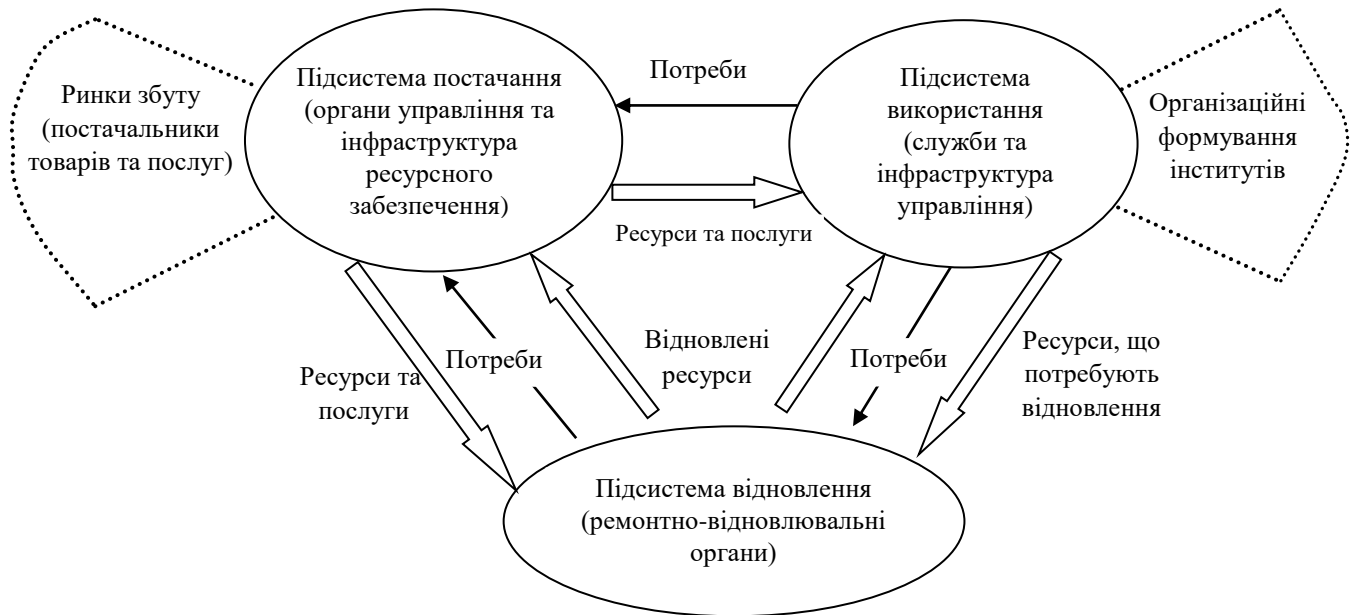 Ринки збуту
(постачальники
товарів та послуг)
Підсистема постачання
(органи управління та
інфраструктура
ресурсного
забезпечення)
Потреби
Ресурси та послуги
Підсистема
використання
(служби та
інфраструктура
управління)
Організаційні
формування
інститутів
Ресурси та
послуги
Потреби
Відновлені
ресурси
Потреби
Ресурси, що
потребують
відновлення
Підсистема відновлення
(ремонтно-відновлювальні
органи)